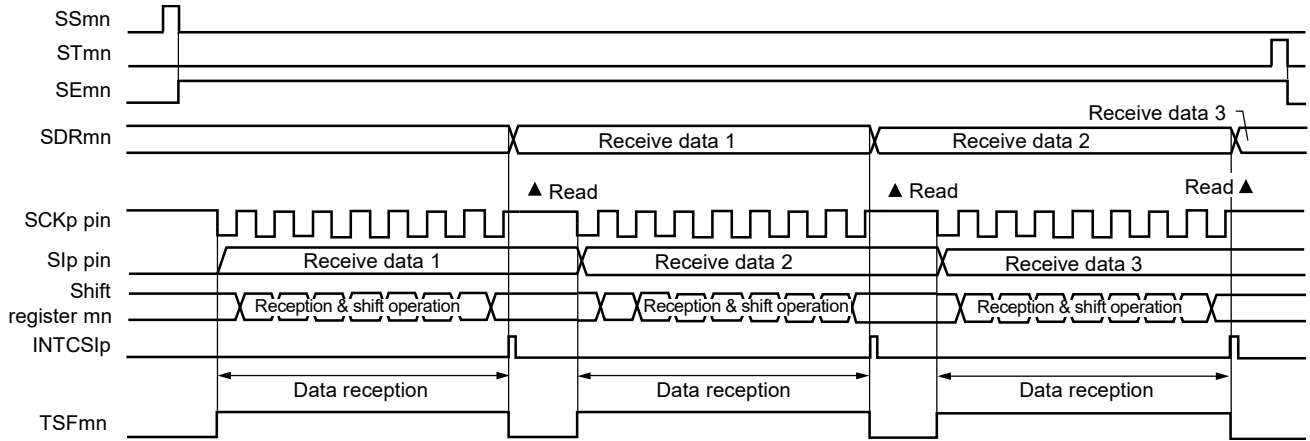 SSmn
STmn
SEmn
Receive data 3
SDRmn
Receive data 1
Receive data 2
▲ Read
▲ Read
Read ▲
SCKp pin
SIp pin
Receive data 1
Receive data 2
Receive data 3
Shift
register mn
Reception & shift operation
Reception & shift operation
Reception & shift operation
INTCSIp
Data reception
Data reception
Data reception
TSFmn